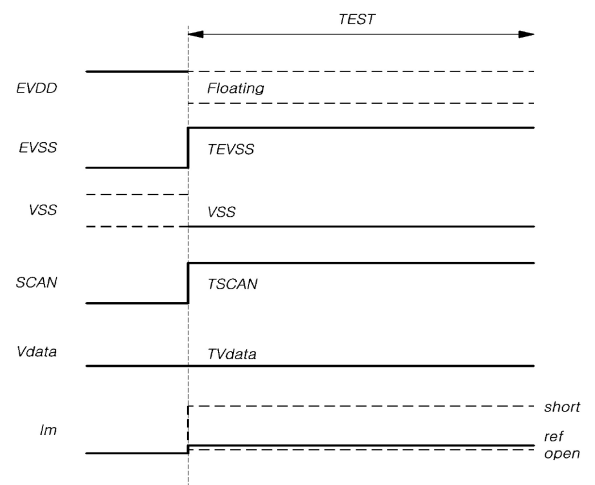 TEST
EVDD Floating
EVSS TEVSS
VSS VSS
SCAN TSCAN
Vdata TVdata
short
Im
ref
open